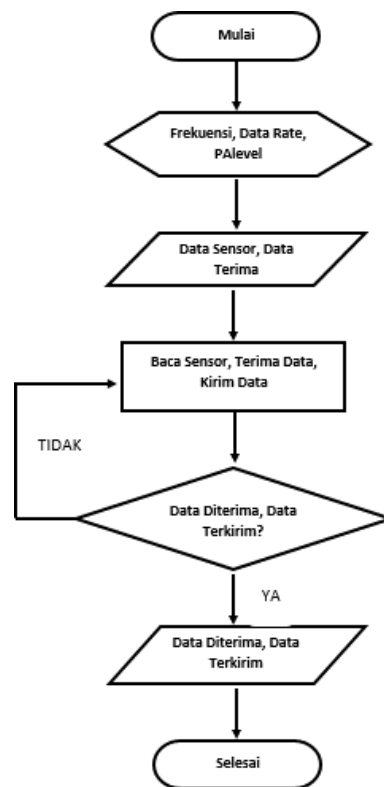 Mulai
Frekuensi, Data Rate,
PAlevel
Data Sensor, Data
Terima
Baca Sensor, Terima Data,
Kirim Data
TIDAK
Data Diterima, Data
Terkirim?
YA
Data Diterima, Data
Terkirim
Selesai